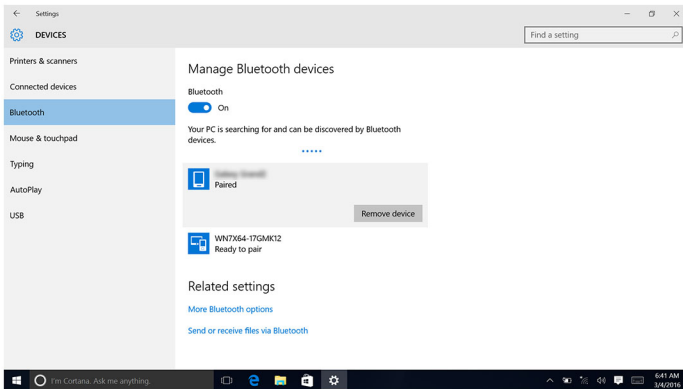 Settings
DEVICES
Find a setting
Printers & scanners
Connected devices
Bluetooth
Mouse & touchpad
Typing
AutoPlay
USB
Manage Bluetooth devices
Bluetooth
On
Your PC is searching for and can be discovered by Bluetooth
devices.
Paired
Remove device
WN7X64-17GMK12
Ready to pair
Related settings
More Bluetooth options
Send or receive files via Bluetooth
I'm Cortana. Ask me anything.
6:41 AM
3/4/2016